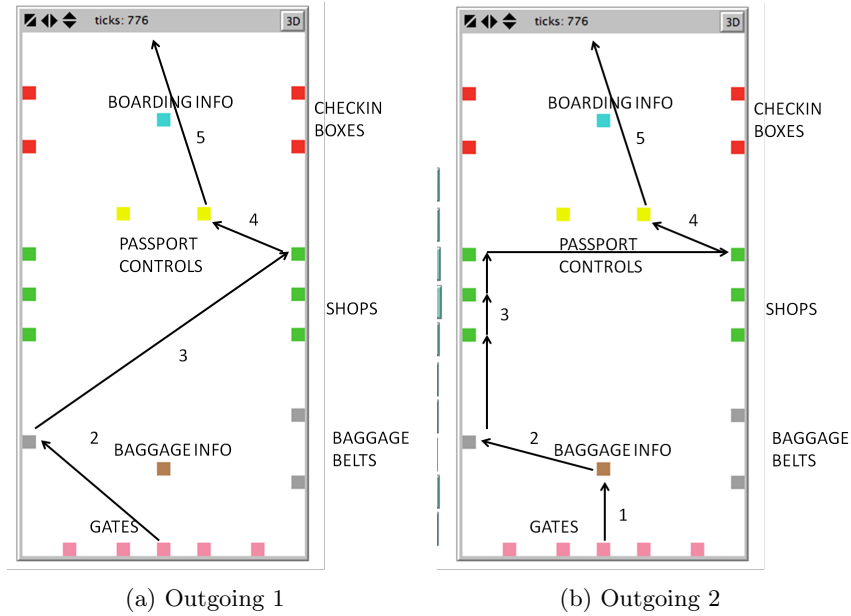 ticks: 776
3D
BOARDING INFO
CHECKIN
BOXES
5
4
PASSPORT
CONTROLS
SHOPS
3
2
BAGGAGE INFO
BAGGAGE
BELTS
GATES
(a) Outgoing 1
ticks: 776
3D
BOARDING INFO
CHECKIN
BOXES
5
4
PASSPORT
CONTROLS
SHOPS
3
2
BAGGAGE INFO
BAGGAGE
BELTS
1
GATES
(b) Outgoing 2